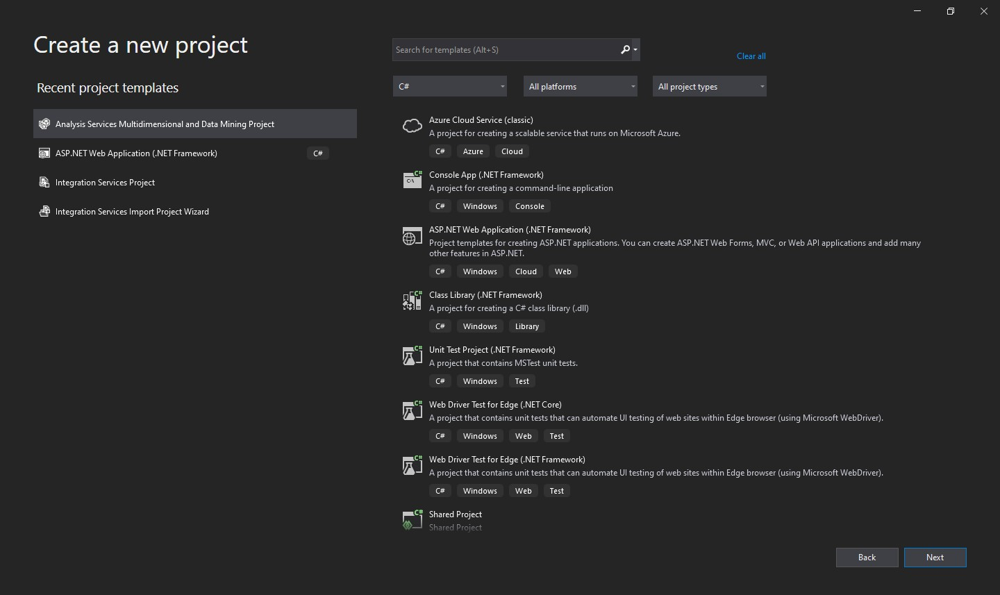 Create a new project
Recent project templates
Analysis Services Multidimensional and Data Mining Project
ASP.NET Web Application (.NET Framework)
C#
Integration Services Project
Integration Services Import Project Wizard
Search for templates (Alt+S)
Clear all
C#
All platforms
All project types
Azure Cloud Service (classic)
A project for creating a scalable service that runs on Microsoft Azure.
C# Azure Cloud
C#
C:\
Console App (.NET Framework)
A project for creating a command-line application
C# Windows Console
ASP.NET Web Application (.NET Framework)
Project templates for creating ASP.NET applications. You can create ASP.NET Web Forms, MVC, or Web API applications and add many
other features in ASP.NET.
C# Windows Cloud Web
C#
Class Library (.NET Framework)
A project for creating a C# class library (.dll)
C# Windows Library
C#
Unit Test Project (.NET Framework)
A project that contains MSTest unit tests.
C# Windows Test
C#
Web Driver Test for Edge (.NET Core)
A project that contains unit tests that can automate UI testing of web sites within Edge browser (using Microsoft WebDriver).
C# Windows Web Test
C#
Web Driver Test for Edge (.NET Framework)
A project that contains unit tests that can automate UI testing of web sites within Edge browser (using Microsoft WebDriver).
C# Windows Web Test
C#
Shared Project
Shared Project
Back
Next